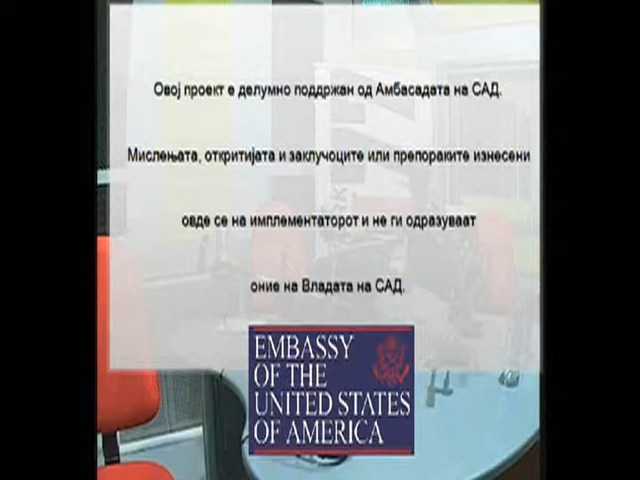 Овој проект е делумно поддржан од Амбасадата на САД.
Мислењата, откритијата и заклучоците или препораките изнесени
овде се на имплементаторот и не ги одразуваат
оние на Владата на САД.
EMBASSY
OF THE
UNITED STATES
OF AMERICA